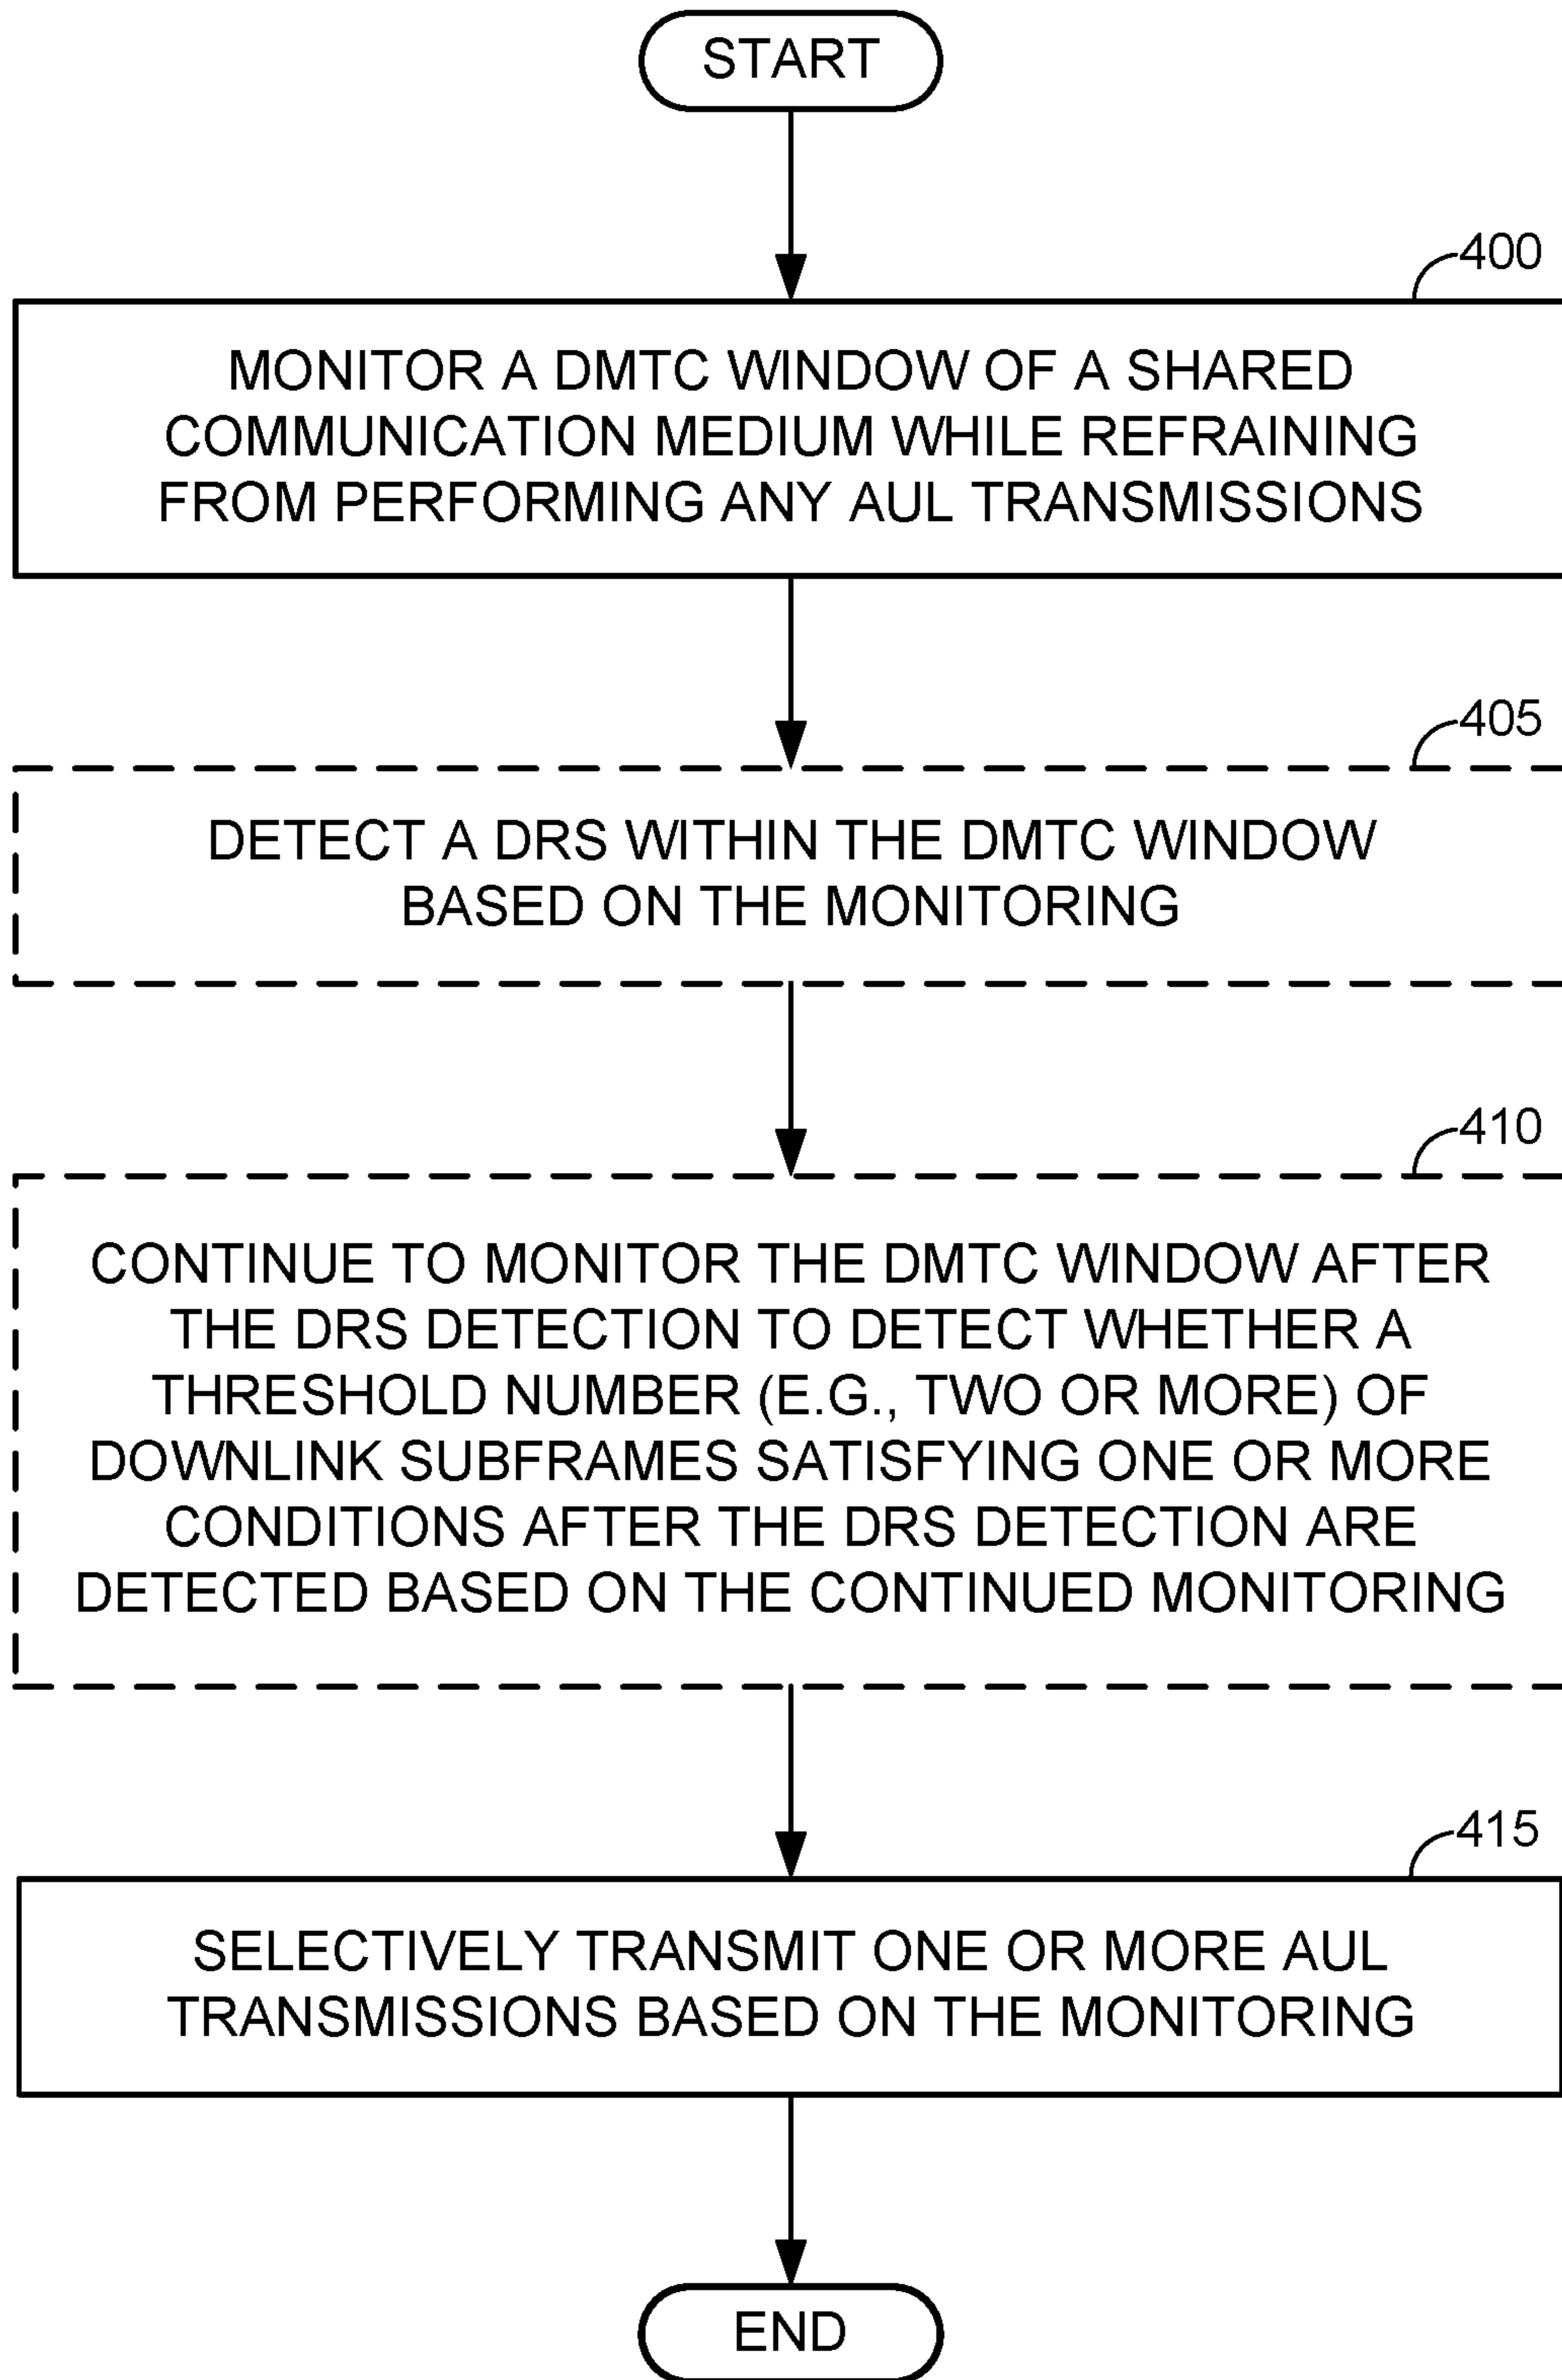 START
400
MONITOR A DMTC WINDOW OF A SHARED
COMMUNICATION MEDIUM WHILE REFRAINING
FROM PERFORMING ANY AUL TRANSMISSIONS
405
DETECT A DRS WITHIN THE DMTC WINDOW
BASED ON THE MONITORING
410
CONTINUE TO MONITOR THE DMTC WINDOW AFTER
THE DRS DETECTION TO DETECT WHETHER A
THRESHOLD NUMBER (E.G., TWO OR MORE) OF
DOWNLINK SUBFRAMES SATISFYING ONE OR MORE
CONDITIONS AFTER THE DRS DETECTION ARE
DETECTED BASED ON THE CONTINUED MONITORING
415
SELECTIVELY TRANSMIT ONE OR MORE AUL
TRANSMISSIONS BASED ON THE MONITORING
END